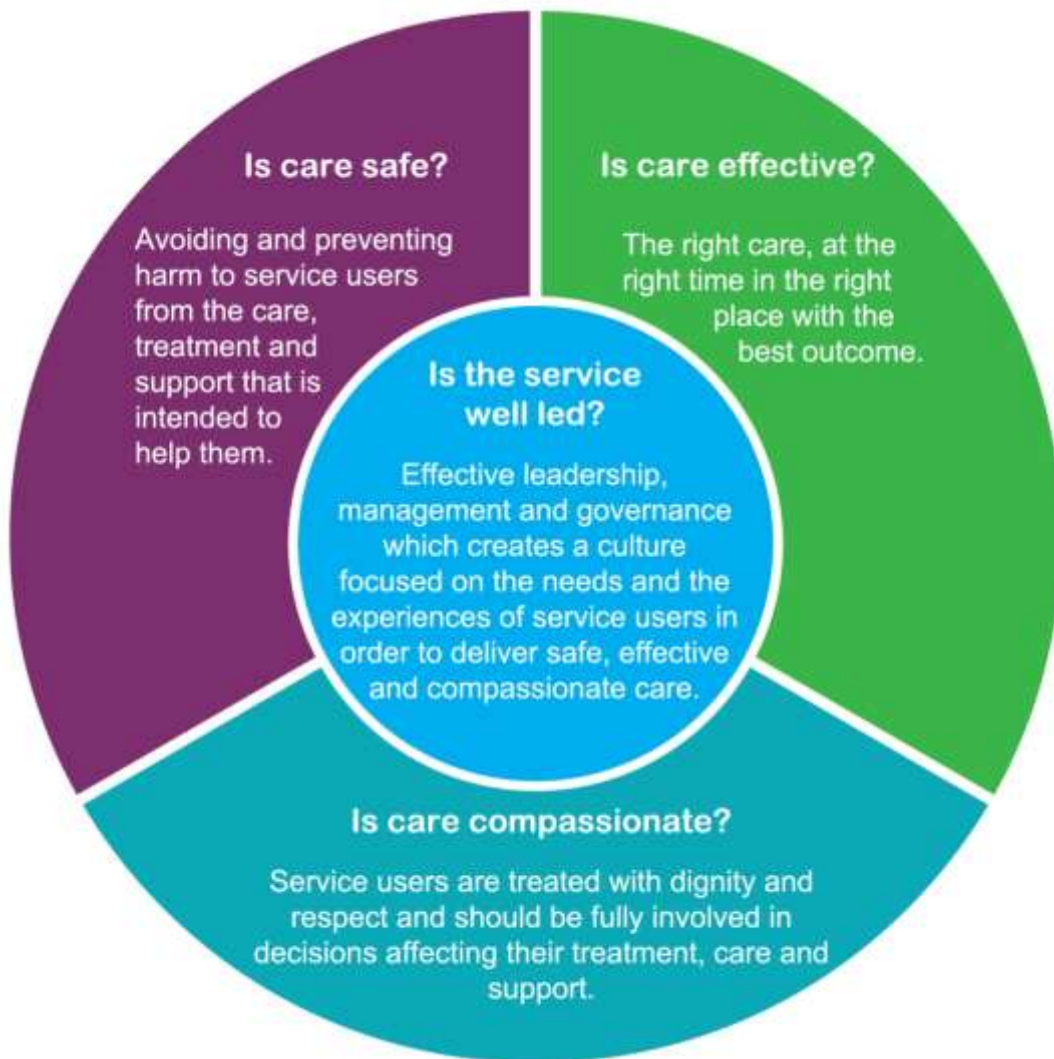 Is care safe?
Avoiding and preventing
harm to service users
from the care,
treatment and
support that is
intended to
help them.
Is care effective?
The right care, at the
right time in the right
place with the
best outcome.
Is the service
well led?
Effective leadership,
management and governance
which creates a culture
focused on the needs and the
experiences of service users in
order to deliver safe, effective
and compassionate care.
Is care compassionate?
Service users are treated with dignity and
respect and should be fully involved in
decisions affecting their treatment, care and
support.